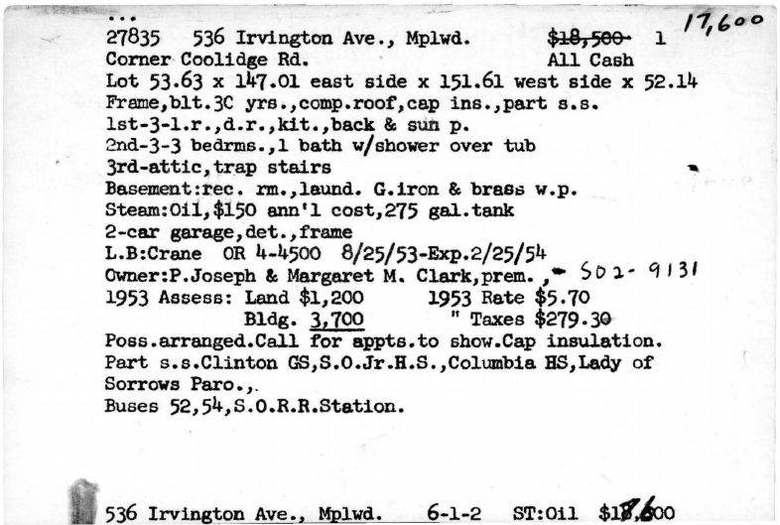 ...
17,600
27835 536 Irvington Ave., Mplwd. $18,500 1
Corner Coolidge Rd. All Cash
Lot 53.63 x 147.01 east side x 151.61 west side x 52.14
Frame,blt.30 yrs.,comp.roof,cap ins.,part s.s.
1st-3-l.r.,d.r.,kit.,back & sun p.
2nd-3-3 bedrms.,1 bath w/shower over tub
3rd-attic,trap stairs
Basement:rec. rm.,laund. G.iron & brass w.p.
Steam:Oil,$150 ann'l cost,275 gal.tank
2-car garage,det.,frame
L.B:Crane OR 4-4500 8/25/53-Exp.2/25/54
Owner:P.Joseph & Margaret M. Clark,prem.,- SO2-9131
1953 Assess: Land $1,200 1953 Rate $5.70
Bldg. 3,700 " Taxes $279.30
Poss.arranged.Call for appts.to show.Cap insulation.
Part s.s.Clinton GS,S.O.Jr.H.S.,Columbia HS,Lady of
Sorrows Paro.,.
Buses 52,54,S.O.R.R.Station.
536 Irvington Ave., Mplwd. 6-1-2 ST:Oil